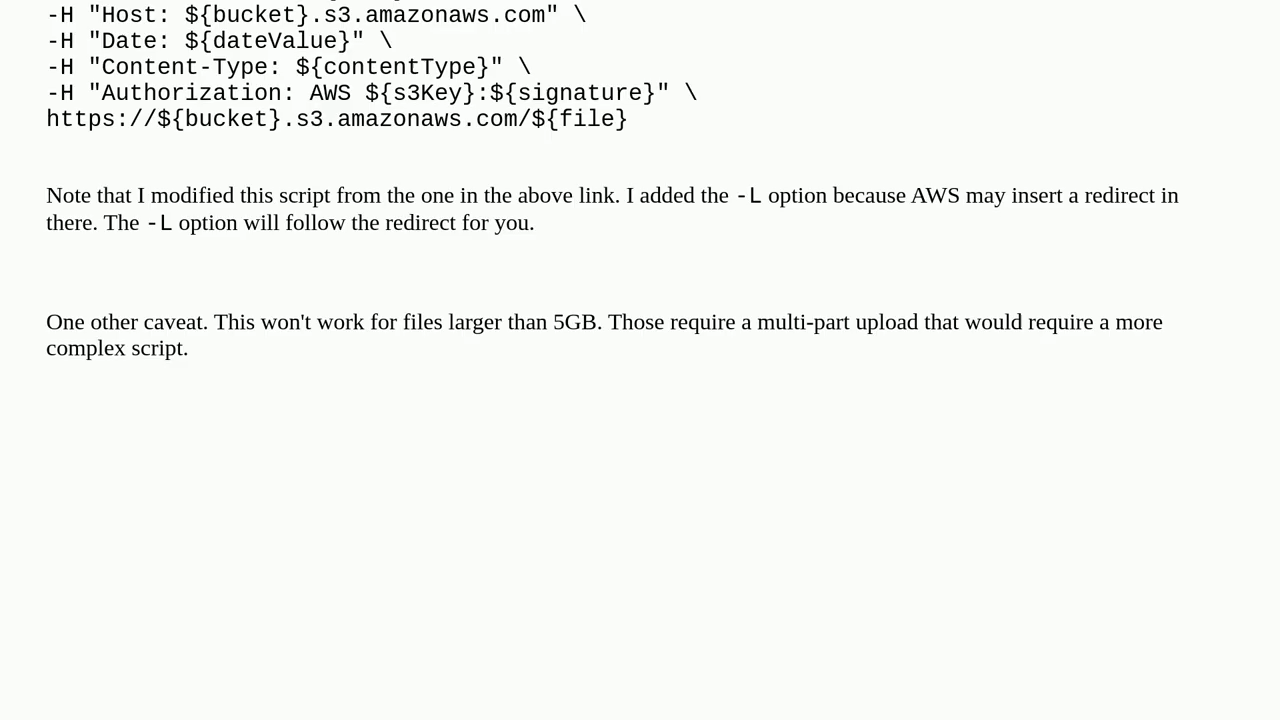 -H "Host: ${bucket}.s3.amazonaws.com" \
-H "Date: ${dateValue}" \
-H "Content-Type: ${contentType}" \
-H "Authorization: AWS ${s3Key}:${signature}" \
https://${bucket}.s3.amazonaws.com/${file}
Note that I modified this script from the one in the above link. I added the -L option because AWS may insert a redirect in
there. The -L option will follow the redirect for you.
One other caveat. This won't work for files larger than 5GB. Those require a multi-part upload that would require a more
complex script.